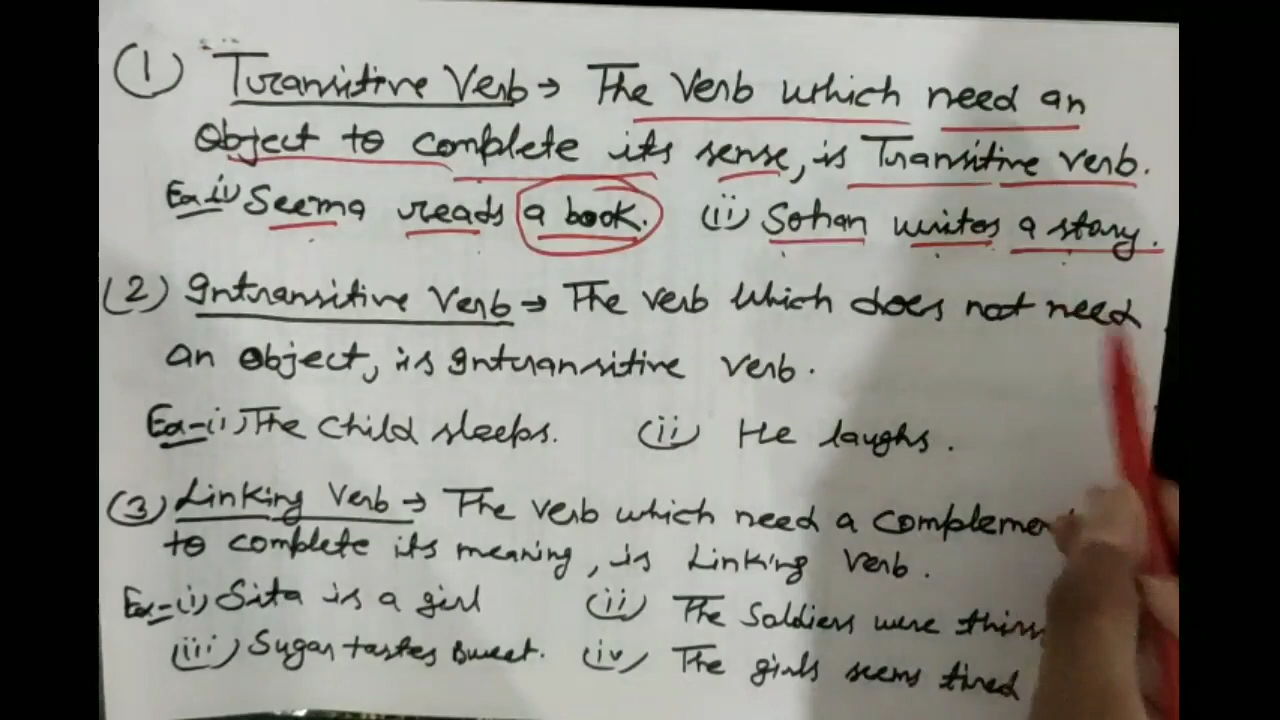 (1) Transitive Verb → The Verb which need an
Object to complete its sense, is Transitive verb.
Ex-i) Seema reads a book. (ii) Sohan writes a story.
(2) Intransitive Verb → The verb which does not need
an object, is Intransitive verb.
Ex-(i) The child sleeps. (ii) He laughs.
(3) Linking Verb → The verb which need a
to complete its meaning, is Linking Verb.
Ex-(i) Sita is a girl (ii) The Soldiers were
(iii) Sugar tastes sweet. (iv) The girls seems tired